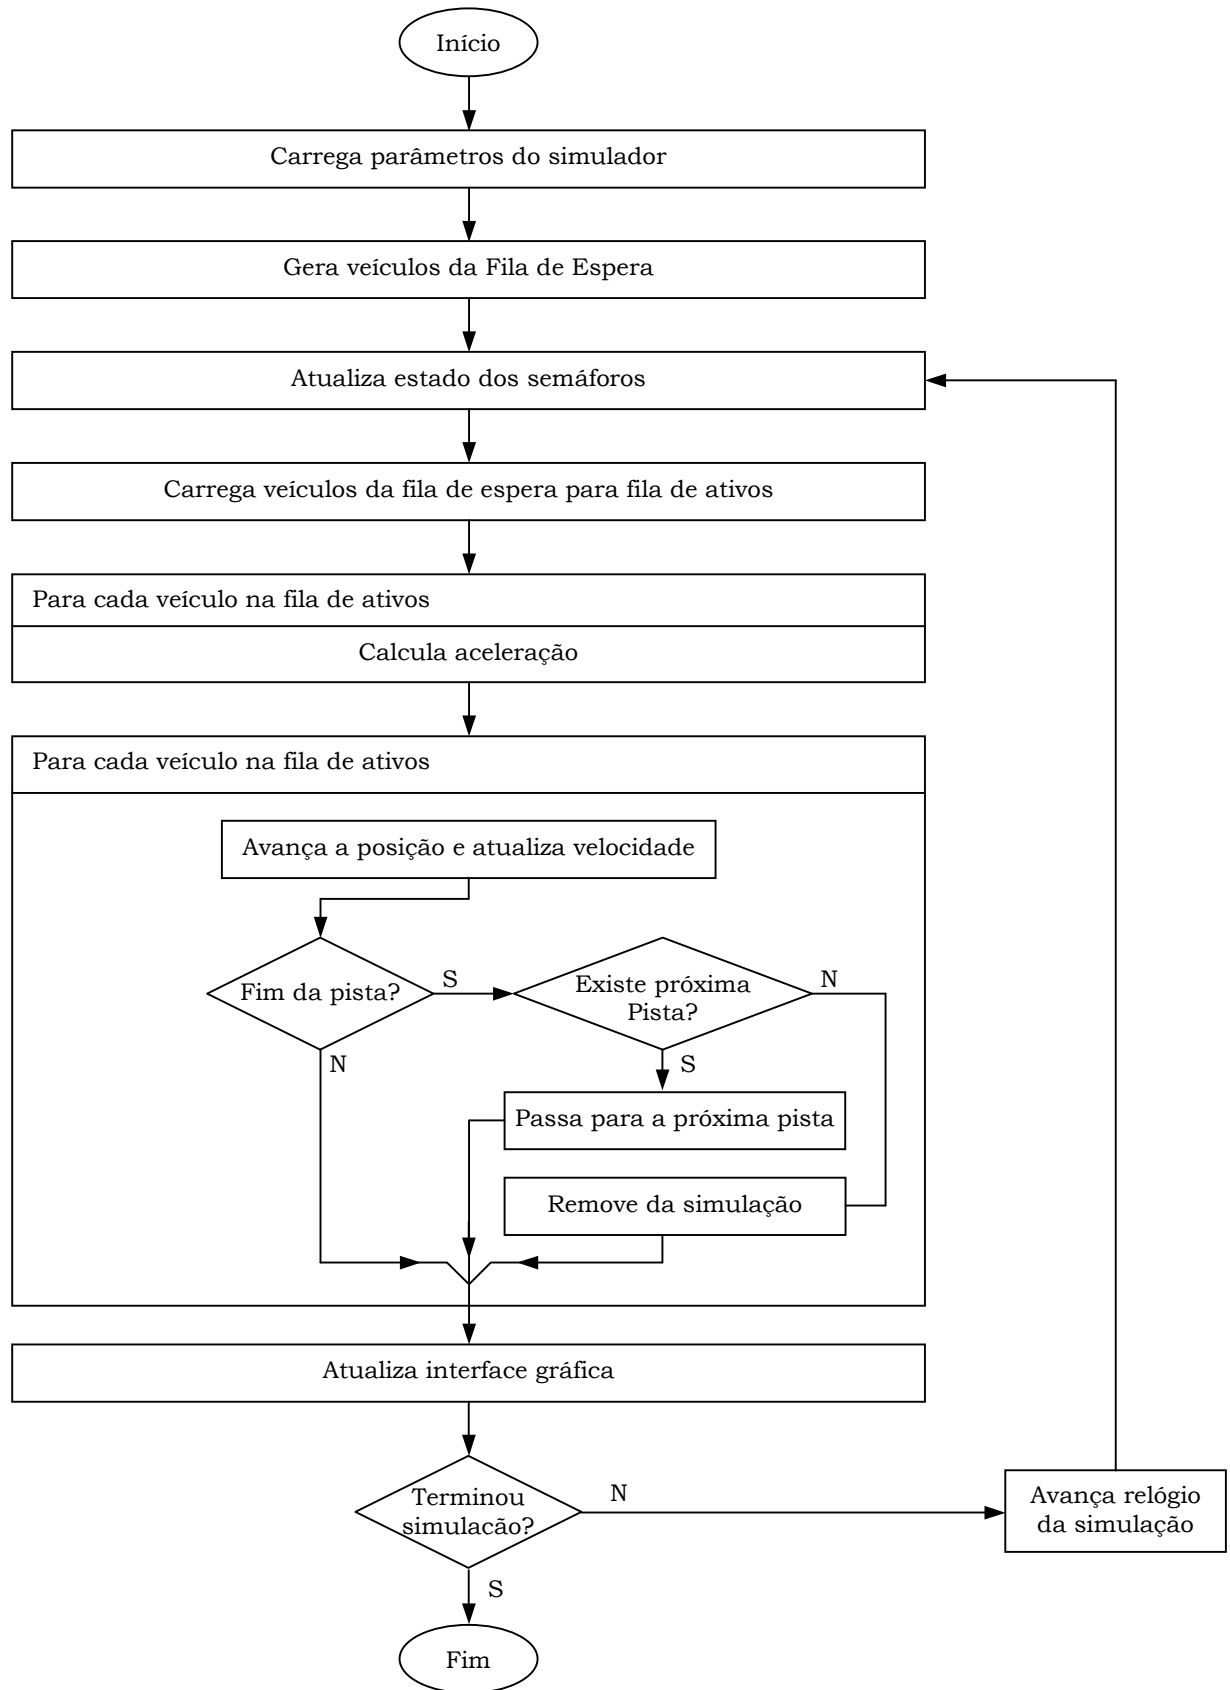 Início
Carrega parâmetros do simulador
Gera veículos da Fila de Espera
Atualiza estado dos semáforos
Carrega veículos da fila de espera para fila de ativos
Para cada veículo na fila de ativos
Calcula aceleração
Para cada veículo na fila de ativos
Avança a posição e atualiza velocidade
Fim da pista?
S
Existe próxima
Pista?
N
N
S
Passa para a próxima pista
Remove da simulação
Atualiza interface gráfica
Terminou
simulacão?
N
Avança relógio
da simulação
S
Fim